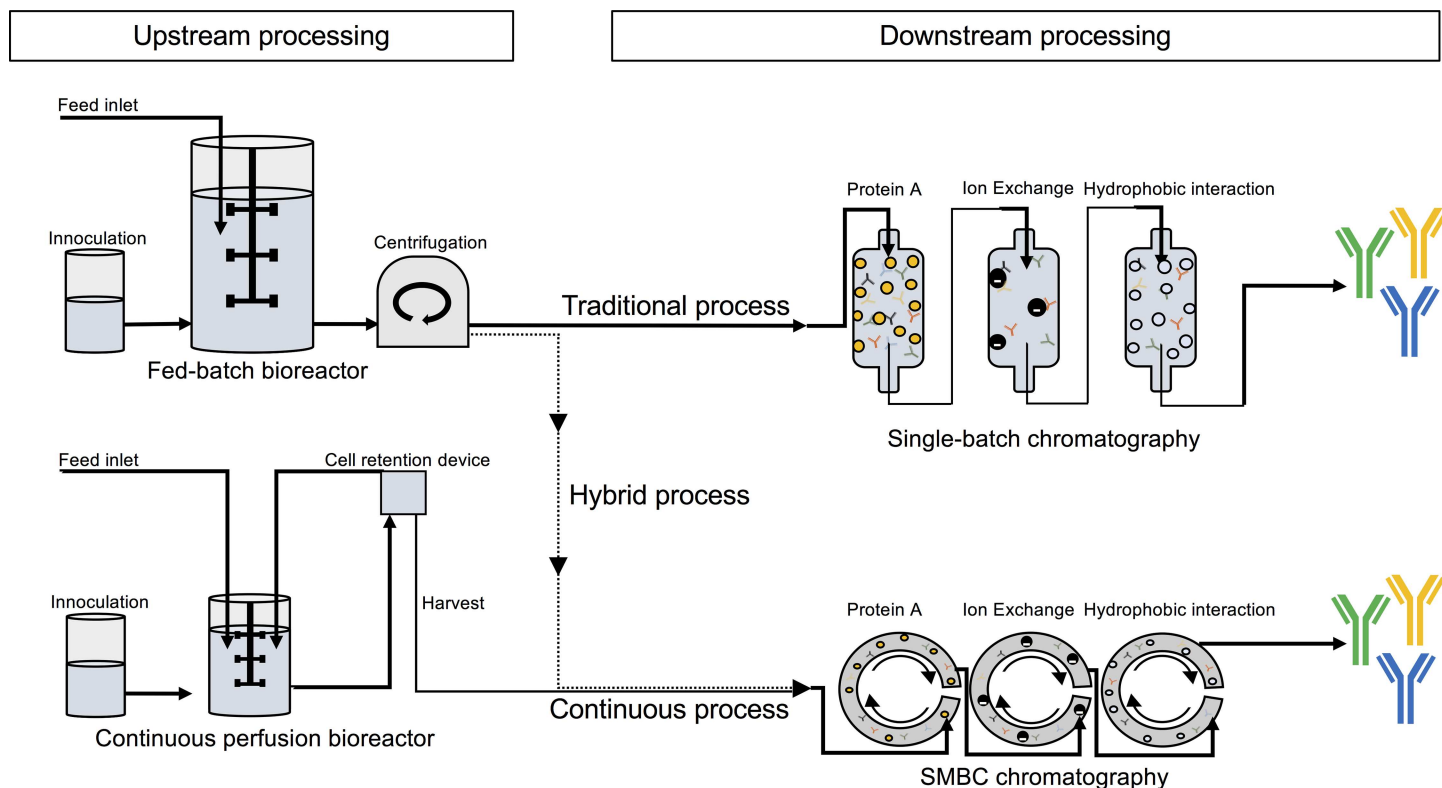 Upstream processing
Downstream processing
Feed inlet
Innoculation
Centrifugation
Fed-batch bioreactor
Traditional process
Protein A
Ion Exchange
Hydrophobic interaction
Single-batch chromatography
Hybrid process
Feed inlet
Cell retention device
Innoculation
Harvest
Continuous perfusion bioreactor
Continuous process
Protein A
Ion Exchange
Hydrophobic interaction
SMBC chromatography